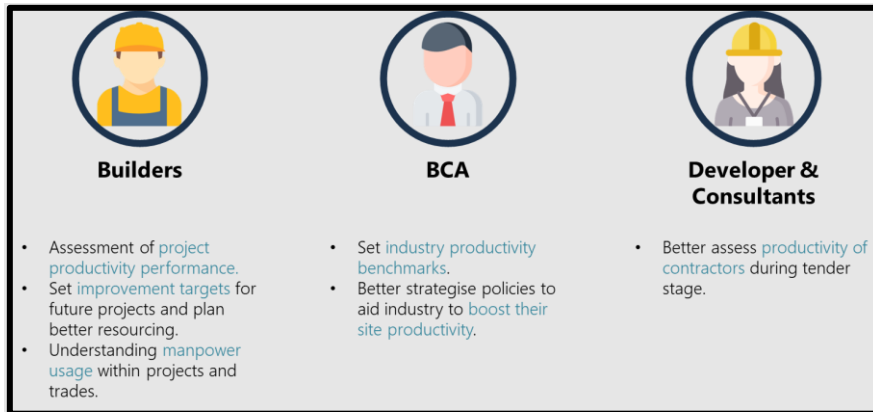 Builders
• Assessment of project
productivity performance.
• Set improvement targets for
future projects and plan
better resourcing.
• Understanding manpower
usage within projects and
trades.
BCA
• Set industry productivity
benchmarks.
• Better strategise policies to
aid industry to boost their
site productivity.
Developer &
Consultants
• Better assess productivity of
contractors during tender
stage.